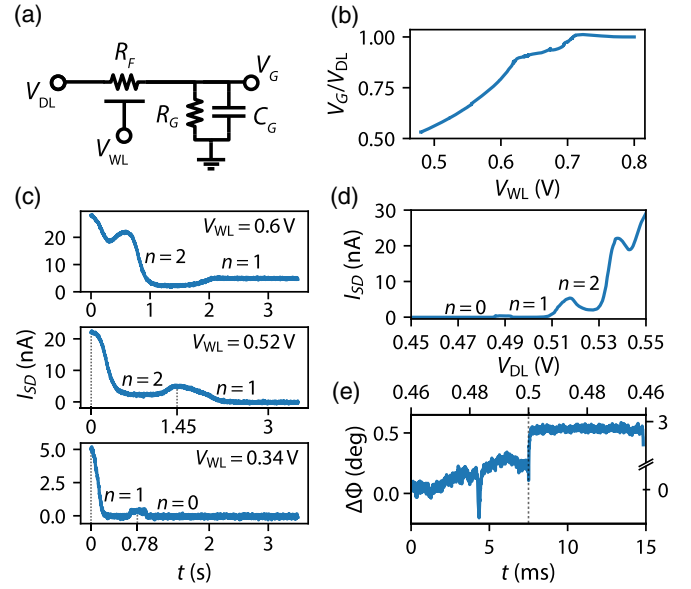 (a)
R_F
V_G
V_DL
R_G
C_G
V_WL
(b)
1.00
0.75
0.50
V_G/V_DL
0.5 0.6 0.7 0.8
V_WL (V)
(c)
V_WL = 0.6 V
20
0
n=2
n=1
0 1 2 3
V_WL = 0.52 V
20
0
n=2
n=1
0 1.45 3
I_SD (nA)
V_WL = 0.34 V
5.0
2.5
0.0
n=1
n=0
0 0.78 2 3
t (s)
(d)
30
20
10
0
I_SD (nA)
n=0
n=1
n=2
0.45 0.47 0.49 0.51 0.53 0.55
V_DL (V)
(e)
0.46 0.48 0.5 0.48 0.46
0.5
0.0
ΔΦ (deg)
3
0
0 5 10 15
t (ms)